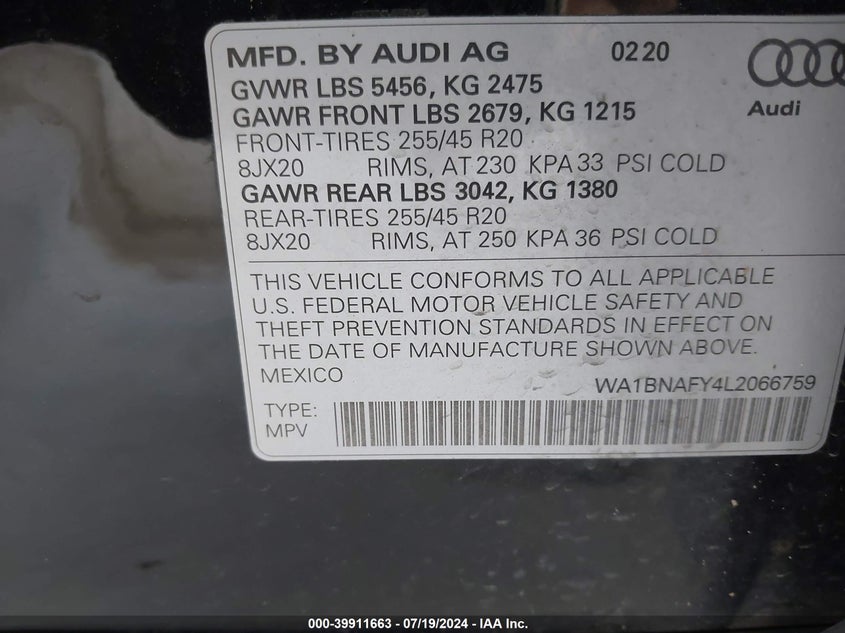 MFD. BY AUDI AG 02 20
GVWR LBS 5456, KG 2475
GAWR FRONT LBS 2679, KG 1215
Audi
FRONT-TIRES 255/45 R20
8JX20 RIMS, AT 230 KPA 33 PSI COLD
GAWR REAR LBS 3042, KG 1380
REAR-TIRES 255/45 R20
8JX20 RIMS, AT 250 KPA 36 PSI COLD
THIS VEHICLE CONFORMS TO ALL APPLICABLE
U.S. FEDERAL MOTOR VEHICLE SAFETY AND
THEFT PREVENTION STANDARDS IN EFFECT ON
THE DATE OF MANUFACTURE SHOWN ABOVE.
MEXICO WA1BNAFY4L2066759
TYPE:
MPV
000-39911663 - 07/19/2024 - IAA Inc.